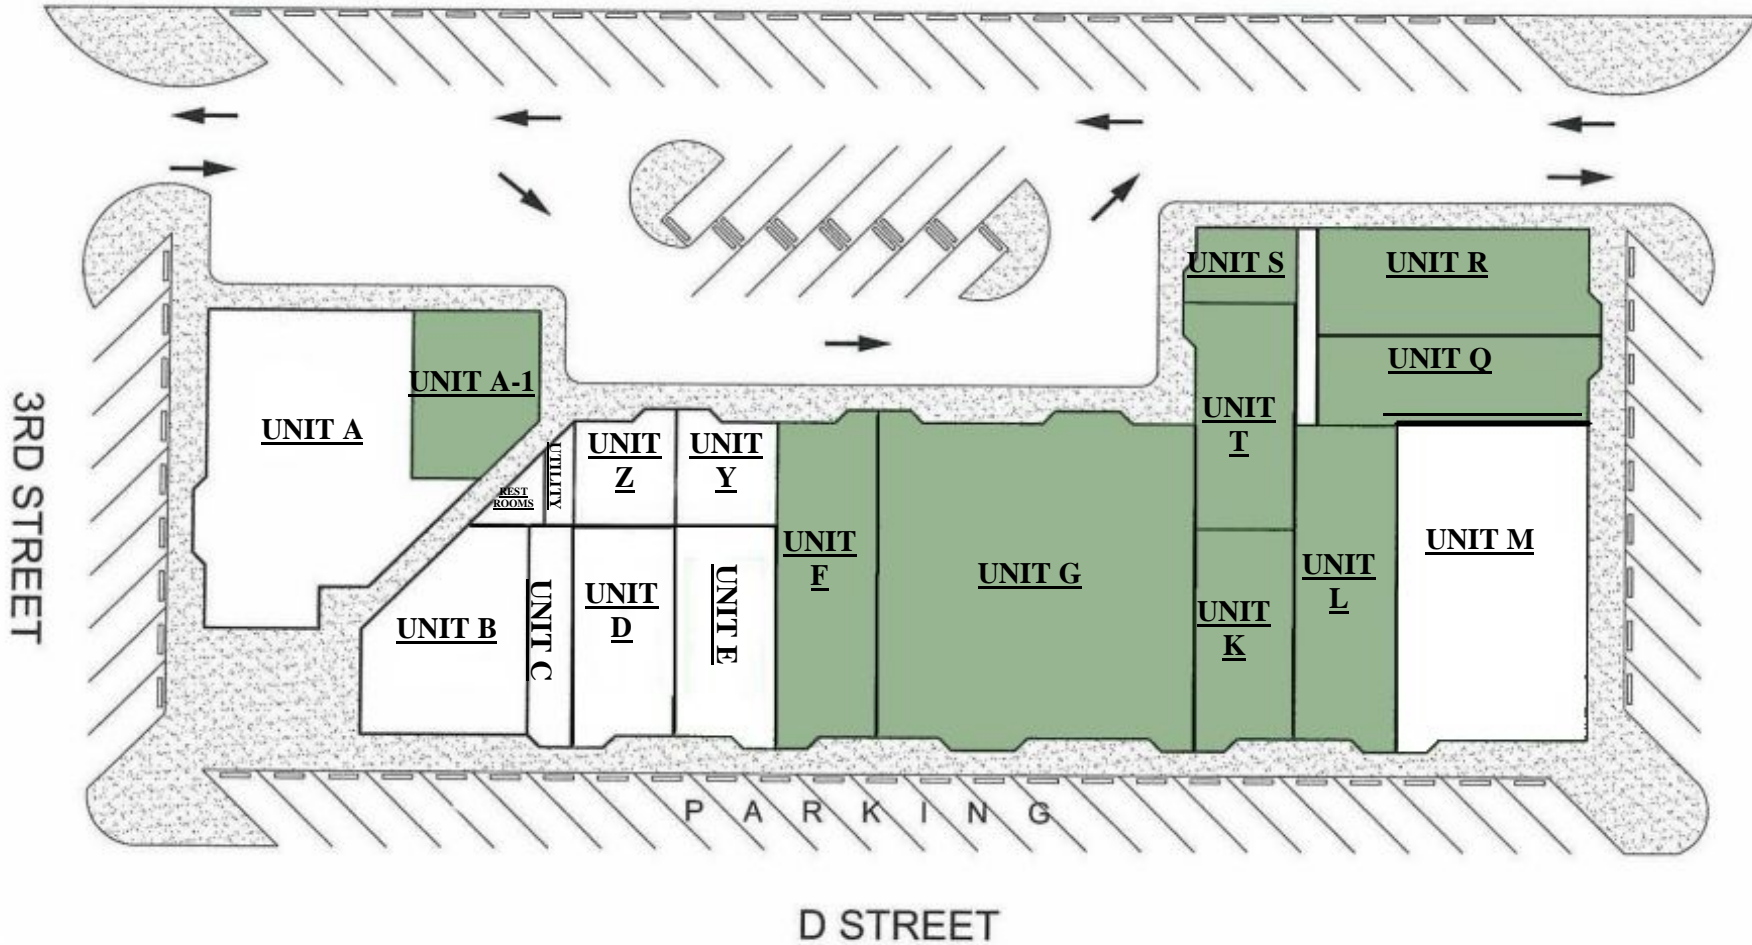 UNIT S
UNIT R
UNIT Q
UNIT A-1
UNIT A
UNIT
T
UNIT
Z
UNIT
Y
UTILITY
REST
ROOMS
UNIT
F
UNIT G
UNIT M
UNIT
L
UNIT B
UNIT C
UNIT
D
UNIT E
UNIT
K
3RD STREET
PARKING
D STREET